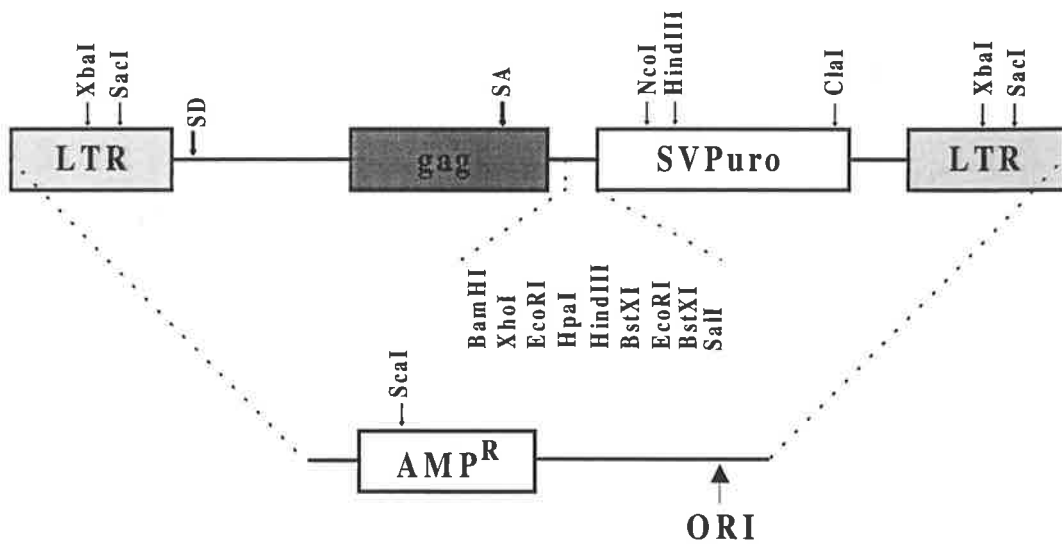 XbaI
SacI
SD
SA
NcoI
HindIII
ClaI
XbaI
SacI
LTR
gag
SVPuro
LTR
BamHI
XhoI
EcoRI
HpaI
HindIII
BstXI
EcoRI
BstXI
SalI
ScaI
AMPR
ORI